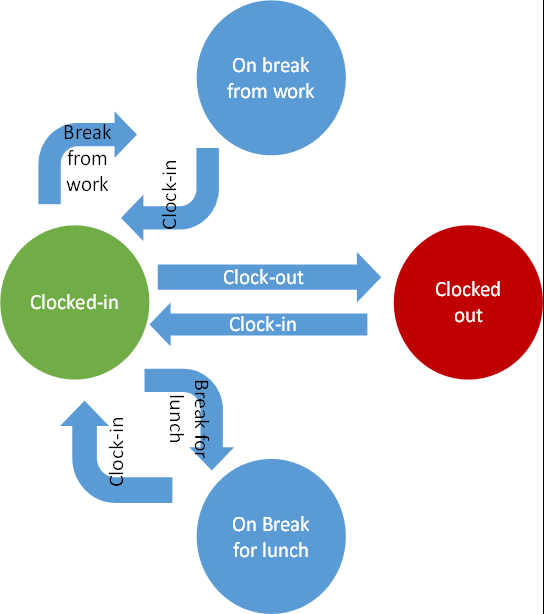 On break
from work
Break
from
work
Clock-in
Clocked-in
Clock-out
Clock-in
Clocked
out
Break for
lunch
Clock-in
On Break
for lunch